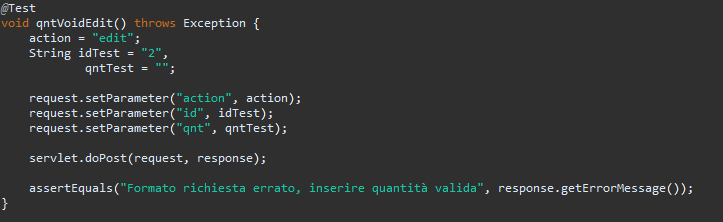 @Test
void qntVoidEdit() throws Exception {
    action = "edit";
    String idTest = "2",
            qntTest = "";

    request.setParameter("action", action);
    request.setParameter("id", idTest);
    request.setParameter("qnt", qntTest);

    servlet.doPost(request, response);

    assertEquals("Formato richiesta errato, inserire quantità valida", response.getErrorMessage());
}